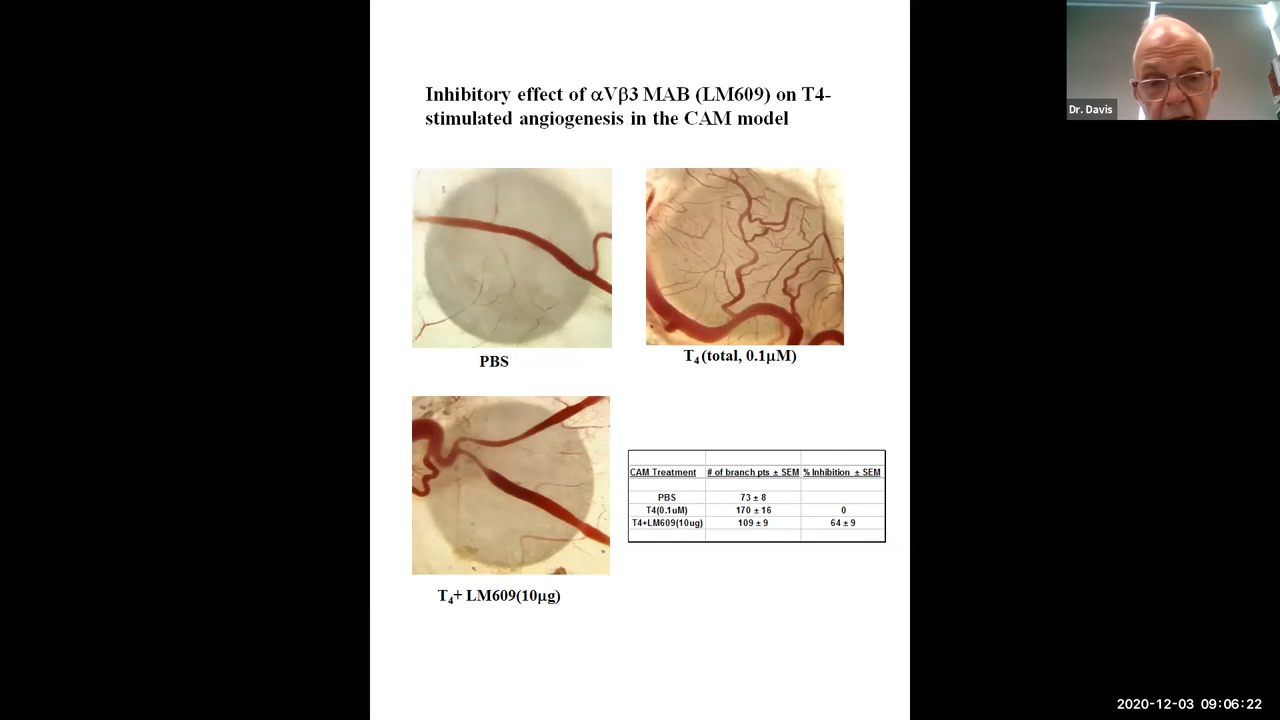 Inhibitory effect of αVβ3 MAB (LM609) on T4-
stimulated angiogenesis in the CAM model
Dr. Davis
PBS
T4 (total, 0.1μM)
T4+ LM609(10μg)
CAM Treatment # of branch pts ± SEM % Inhibition ± SEM
PBS 73 ± 8
T4(0.1uM) 170 ± 16 0
T4+LM609(10ug) 109 ± 9 64 ± 9
2020-12-03 09:06:22